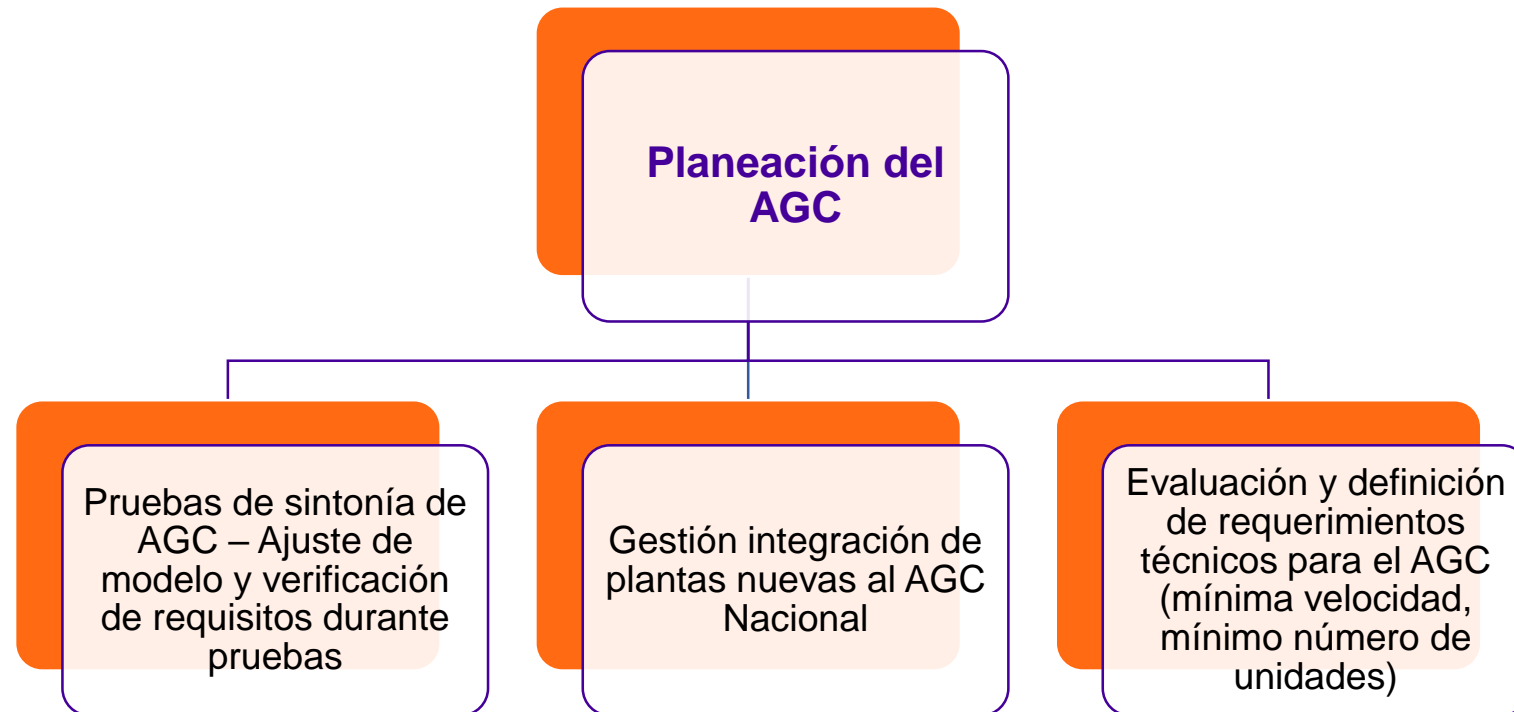 Planeación del
AGC
Pruebas de sintonía de
AGC – Ajuste de
modelo y verificación
de requisitos durante
pruebas
Gestión integración de
plantas nuevas al AGC
Nacional
Evaluación y definición
de requerimientos
técnicos para el AGC
(mínima velocidad,
mínimo número de
unidades)